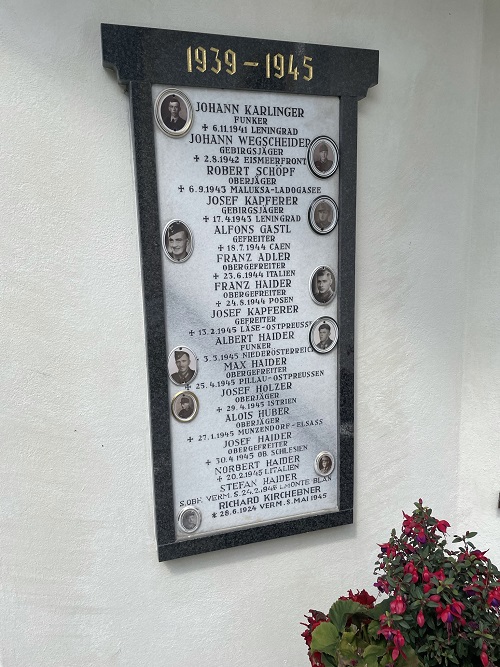 1939 – 1945
JOHANN KARLINGER
FUNKER
+ 6.11.1941 LENINGRAD
JOHANN WEGSCHEIDER
GEBIRGSJÄGER
+ 2.8.1942 EISMEERFRONT
ROBERT SCHÖPF
OBERJÄGER
+ 6.9.1943 MALUKSA-LADOGASEE
JOSEF KAPFERER
GEBIRGSJÄGER
+ 17.4.1943 LENINGRAD
ALFONS GASTL
GEFREITER
+ 18.7.1944 CAEN
FRANZ ADLER
OBERGEFREITER
+ 23.6.1944 ITALIEN
FRANZ HAIDER
OBERGEFREITER
+ 24.8.1944 POSEN
JOSEF KAPFERER
GEFREITER
+ 13.2.1945 LÄSE-OSTPREUSSEN
ALBERT HAIDER
FUNKER
+ 3.3.1945 NIEDERÖSTERREICH
MAX HAIDER
OBERGEFREITER
+ 25.4.1945 PILLAU-OSTPREUSSEN
JOSEF HOLZER
OBERJÄGER
+ 29.4.1945 ISTRIEN
ALOIS HUBER
OBERJÄGER
+ 27.1.1945 MUNZENDORF-ELSASS
JOSEF HAIDER
OBERGEFREITER
+ 30.4.1945 OB. SCHLESIEN
NORBERT HAIDER
+ 20.2.1945 ITALIEN
STEFAN HAIDER
VERM. S. 24.2.1945
RICHARD KIRCHEBNER
* 28.6.1924 VERM. S. MAI 1945